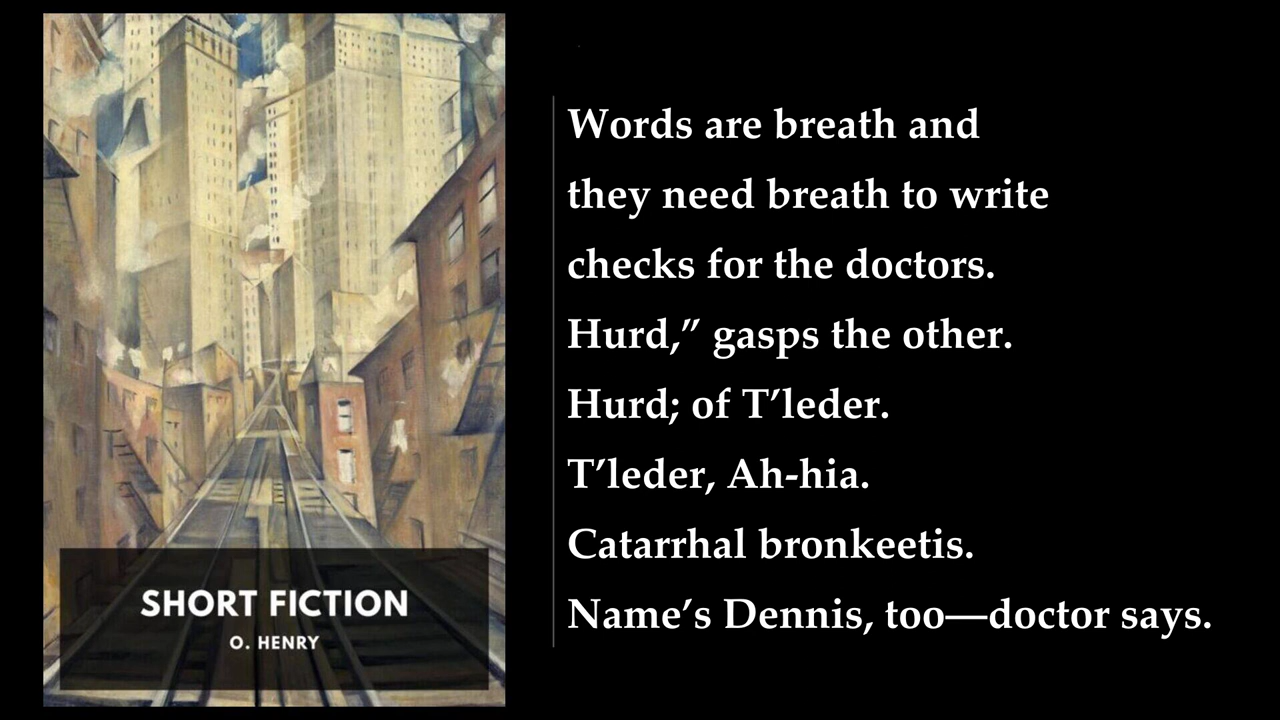 SHORT FICTION
O. HENRY
Words are breath and
they need breath to write
checks for the doctors.
Hurd,” gasps the other.
Hurd; of T’leder.
T’leder, Ah-hia.
Catarrhal bronkeetis.
Name’s Dennis, too—doctor says.